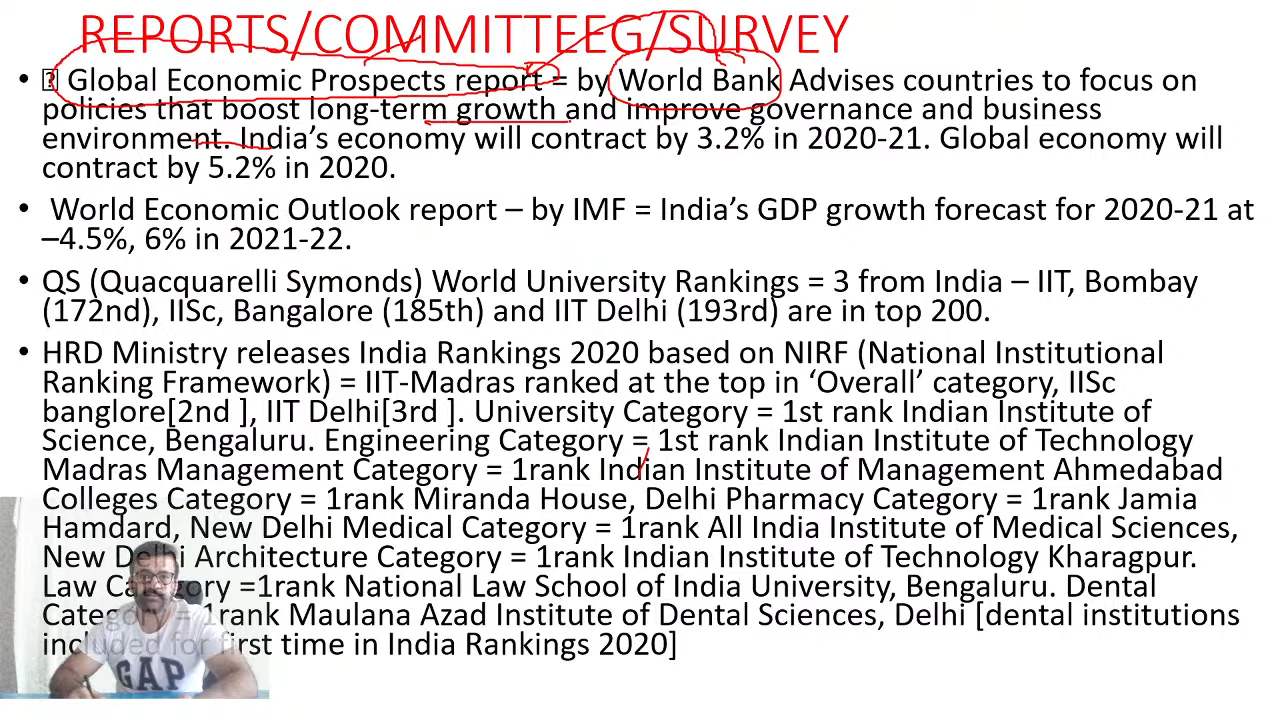 REPORTS/COMMITTEEG/SURVEY
• Global Economic Prospects report = by World Bank Advises countries to focus on
policies that boost long-term growth and improve governance and business
environment. India's economy will contract by 3.2% in 2020-21. Global economy will
contract by 5.2% in 2020.
• World Economic Outlook report – by IMF = India's GDP growth forecast for 2020-21 at
–4.5%, 6% in 2021-22.
• QS (Quacquarelli Symonds) World University Rankings = 3 from India – IIT, Bombay
(172nd), IISc, Bangalore (185th) and IIT Delhi (193rd) are in top 200.
• HRD Ministry releases India Rankings 2020 based on NIRF (National Institutional
Ranking Framework) = IIT-Madras ranked at the top in ‘Overall’ category, IISc
banglore[2nd ], IIT Delhi[3rd ]. University Category = 1st rank Indian Institute of
Science, Bengaluru. Engineering Category = 1st rank Indian Institute of Technology
Madras Management Category = 1rank Indian Institute of Management Ahmedabad
Colleges Category = 1rank Miranda House, Delhi Pharmacy Category = 1rank Jamia
Hamdard, New Delhi Medical Category = 1rank All India Institute of Medical Sciences,
New Delhi Architecture Category = 1rank Indian Institute of Technology Kharagpur.
Law Category =1rank National Law School of India University, Bengaluru. Dental
Category = 1rank Maulana Azad Institute of Dental Sciences, Delhi [dental institutions
included for first time in India Rankings 2020]
GAP